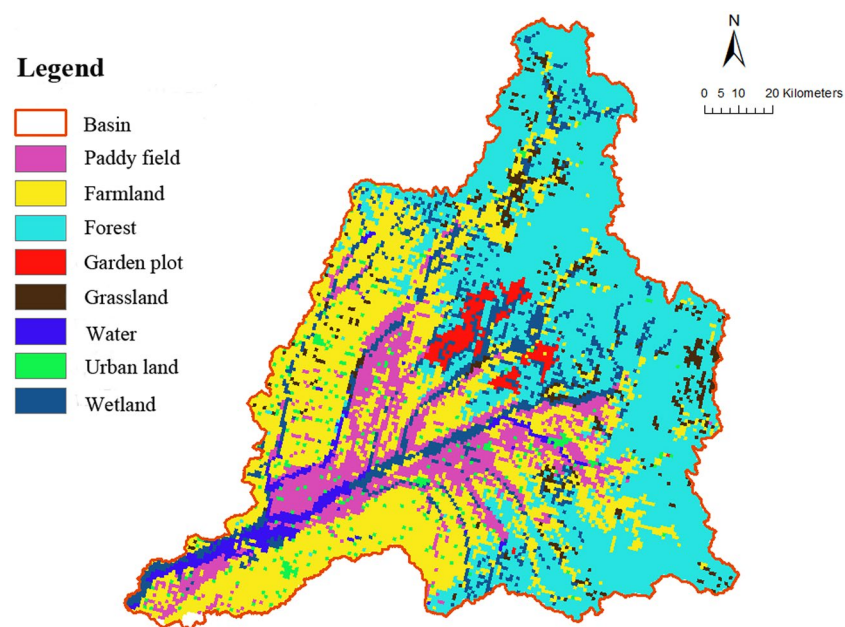 Legend
Basin
Paddy field
Farmland
Forest
Garden plot
Grassland
Water
Urban land
Wetland
N
0 5 10 20 Kilometers